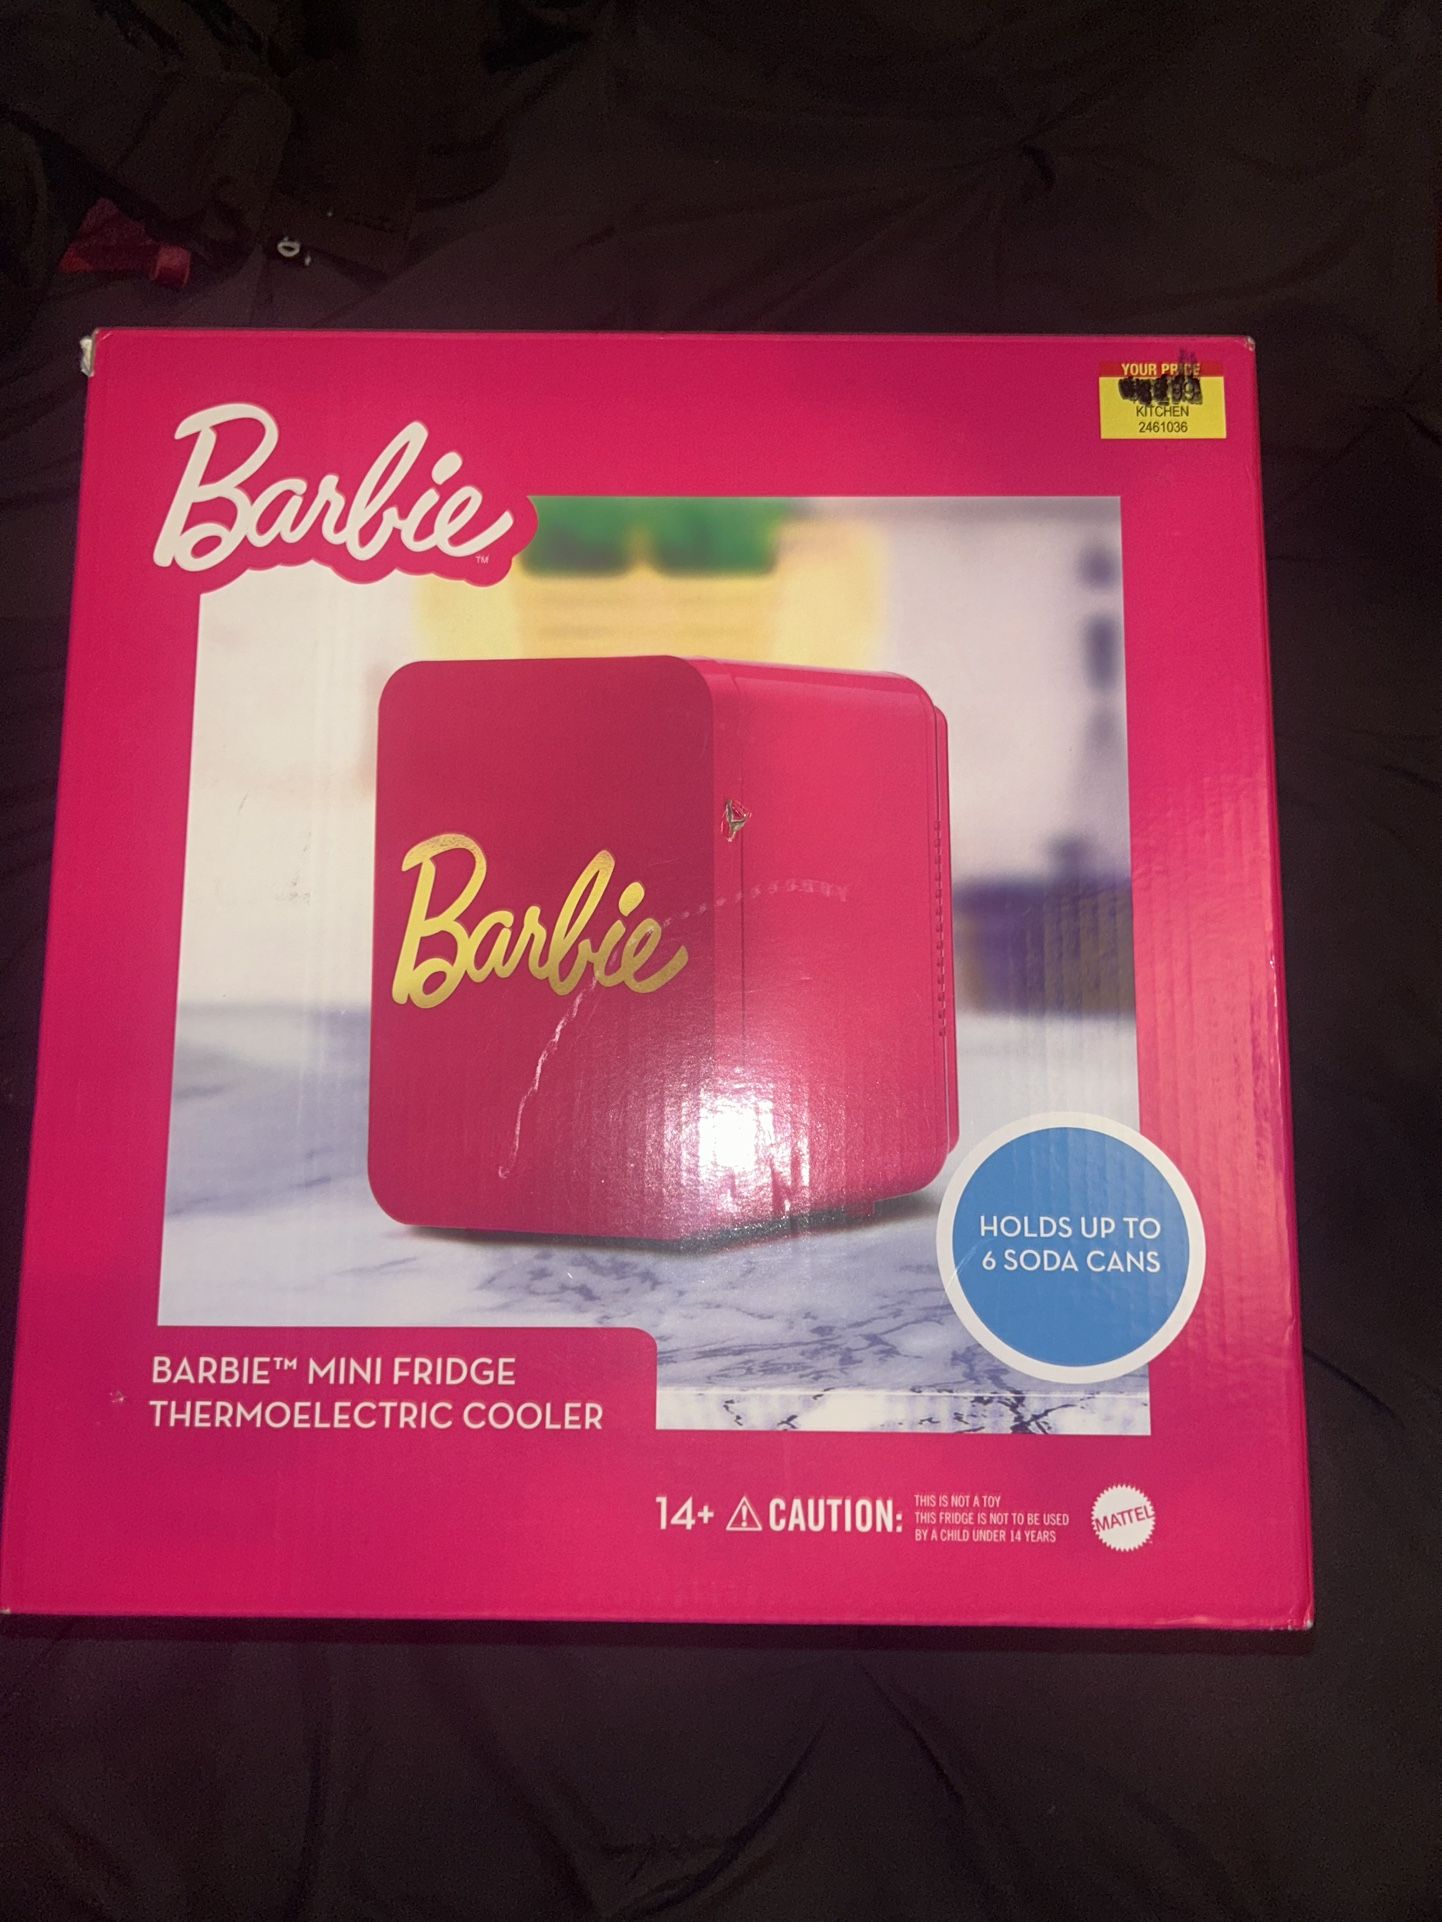 YOUR PRICE
KITCHEN
2461036
Barbie™
Barbie
HOLDS UP TO
6 SODA CANS
BARBIE™ MINI FRIDGE
THERMOELECTRIC COOLER
14+ ⚠ CAUTION:
THIS IS NOT A TOY
THIS FRIDGE IS NOT TO BE USED
BY A CHILD UNDER 14 YEARS
MATTEL